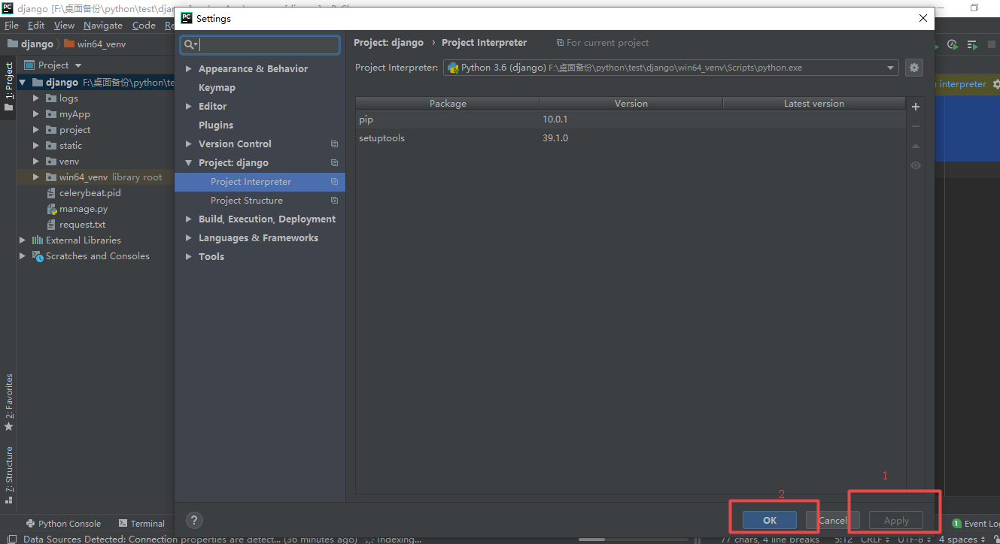 django [F:\桌面备份\python\test\djan
File Edit View Navigate Code Re
django win64_venv
Project
1: Project
django F:\桌面备份\python\te
logs
myApp
project
static
venv
win64_venv library root
celerybeat.pid
manage.py
request.txt
External Libraries
Scratches and Consoles
2: Favorites
7: Structure
Settings
Appearance & Behavior
Keymap
Editor
Plugins
Version Control
Project: django
Project Interpreter
Project Structure
Build, Execution, Deployment
Languages & Frameworks
Tools
Project: django › Project Interpreter For current project
Project Interpreter: Python 3.6 (django) F:\桌面备份\python\test\django\win64_venv\Scripts\python.exe
Package Version Latest version
pip 10.0.1
setuptools 39.1.0
interpreter
1
2
? OK Cancel Apply
Python Console Terminal 1 Event Log
Data Sources Detected: Connection properties are detect... (36 minutes ago) Indexing... 77 chars, 4 line breaks 5:12 CRLF UTF-8 4 spaces